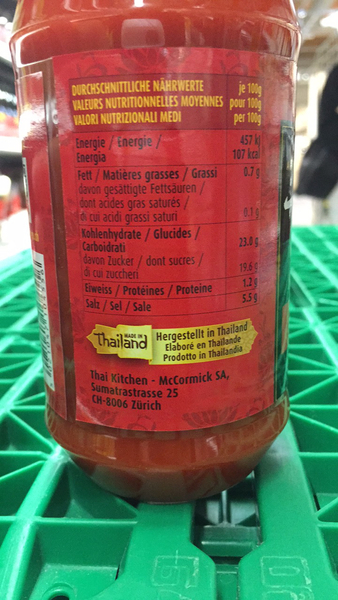 DURCHSCHNITTLICHE NÄHRWERTE je 100g
VALEURS NUTRITIONNELLES MOYENNES pour 100g
VALORI NUTRIZIONALI MEDI per 100g
Energie / Énergie / 457 kJ
Energia 107 kcal
Fett / Matières grasses / Grassi 0.7 g
davon gesättigte Fettsäuren /
dont acides gras saturés /
di cui acidi grassi saturi 0.1 g
Kohlenhydrate / Glucides / 23.0 g
Carboidrati
davon Zucker / dont sucres / 19.6 g
di cui zuccheri
Eiweiss / Protéines / Proteine 1.2 g
Salz / Sel / Sale 5.5 g
MADE IN
Thailand
Hergestellt in Thailand
Elaboré en Thaïlande
Prodotto in Thailandia
Thai Kitchen - McCormick SA,
Sumatrastrasse 25
CH-8006 Zürich